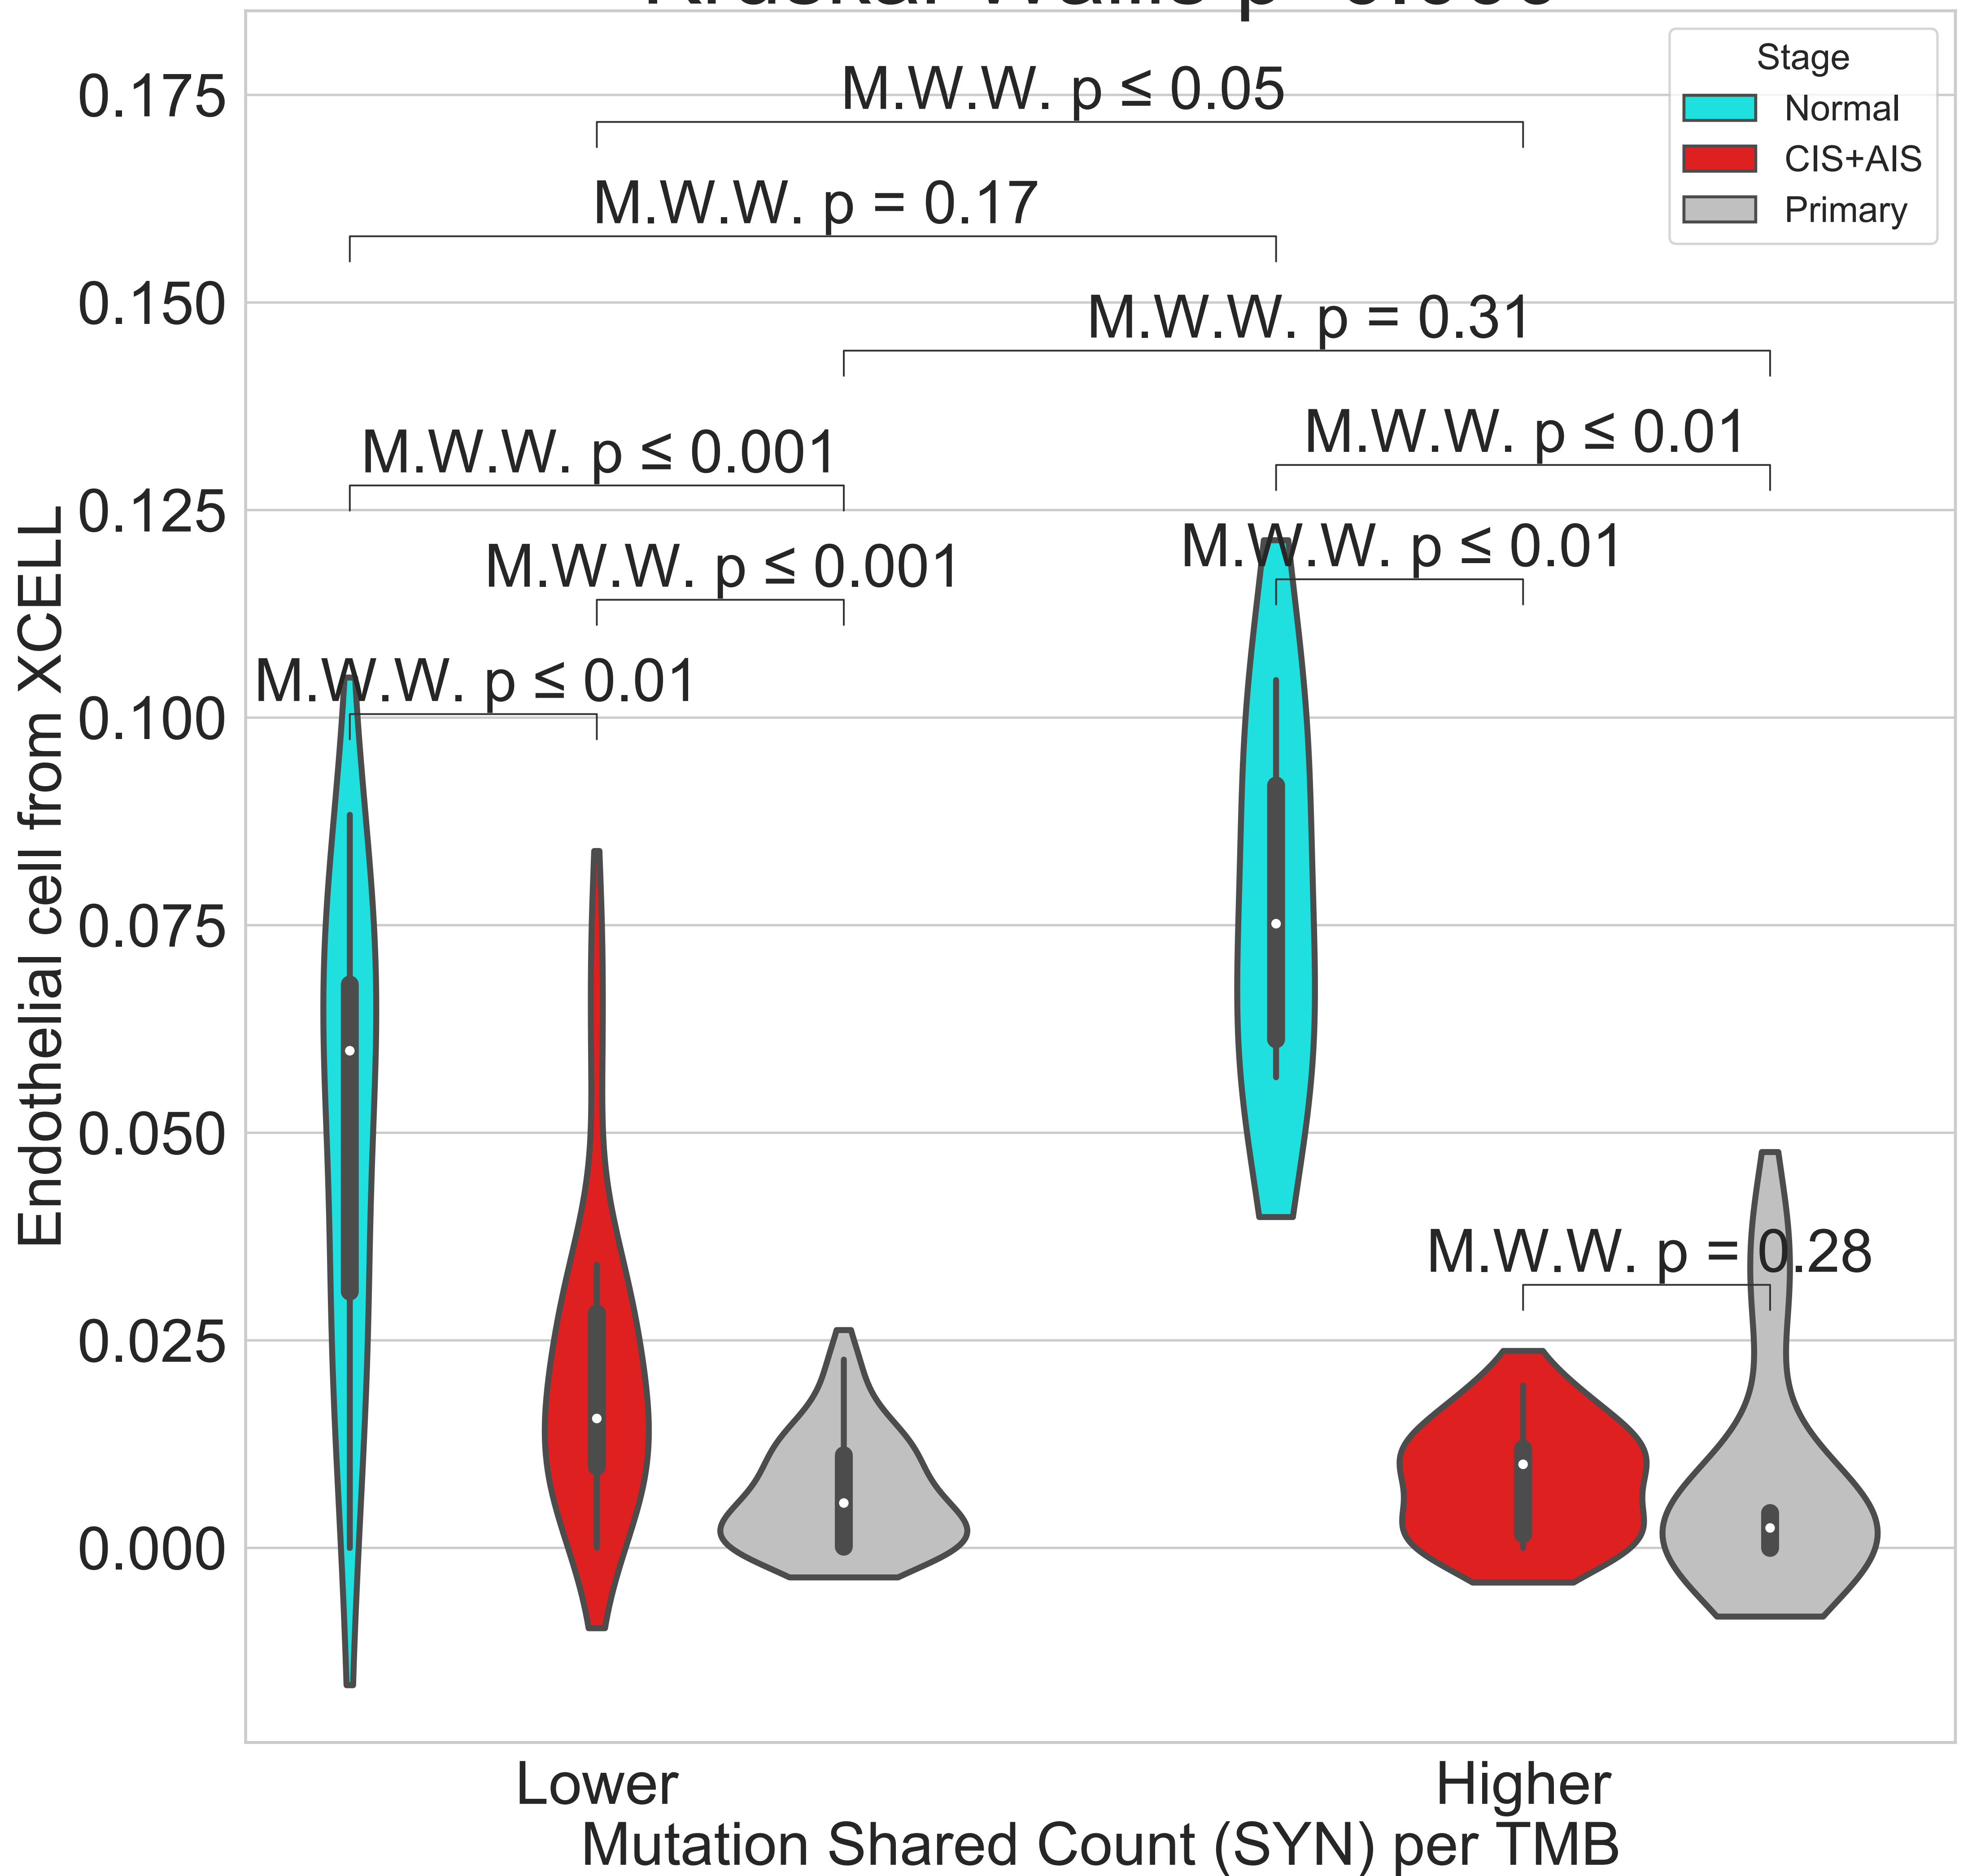 M.W.W. p ≤ 0.05
M.W.W. p = 0.17
M.W.W. p = 0.31
M.W.W. p ≤ 0.001
M.W.W. p ≤ 0.01
M.W.W. p ≤ 0.001
M.W.W. p ≤ 0.01
M.W.W. p ≤ 0.01
M.W.W. p = 0.28
Stage
Normal
CIS+AIS
Primary
0.175
0.150
0.125
0.100
0.075
0.050
0.025
0.000
Endothelial cell from XCELL
Lower
Higher
Mutation Shared Count (SYN) per TMB